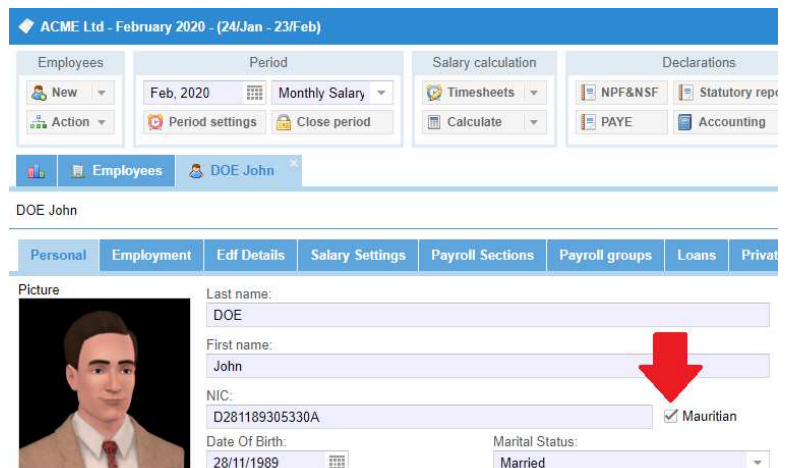 ACME Ltd - February 2020 - (24/Jan - 23/Feb)
Employees Period Salary calculation Declarations
New Feb, 2020 Monthly Salary Timesheets NPF&NSF Statutory repo
Action Period settings Close period Calculate PAYE Accounting
Employees DOE John
DOE John
Personal Employment Edf Details Salary Settings Payroll Sections Payroll groups Loans Privat
Picture
Last name:
DOE
First name:
John
NIC:
D281189305330A Mauritian
Date Of Birth: Marital Status:
28/11/1989 Married